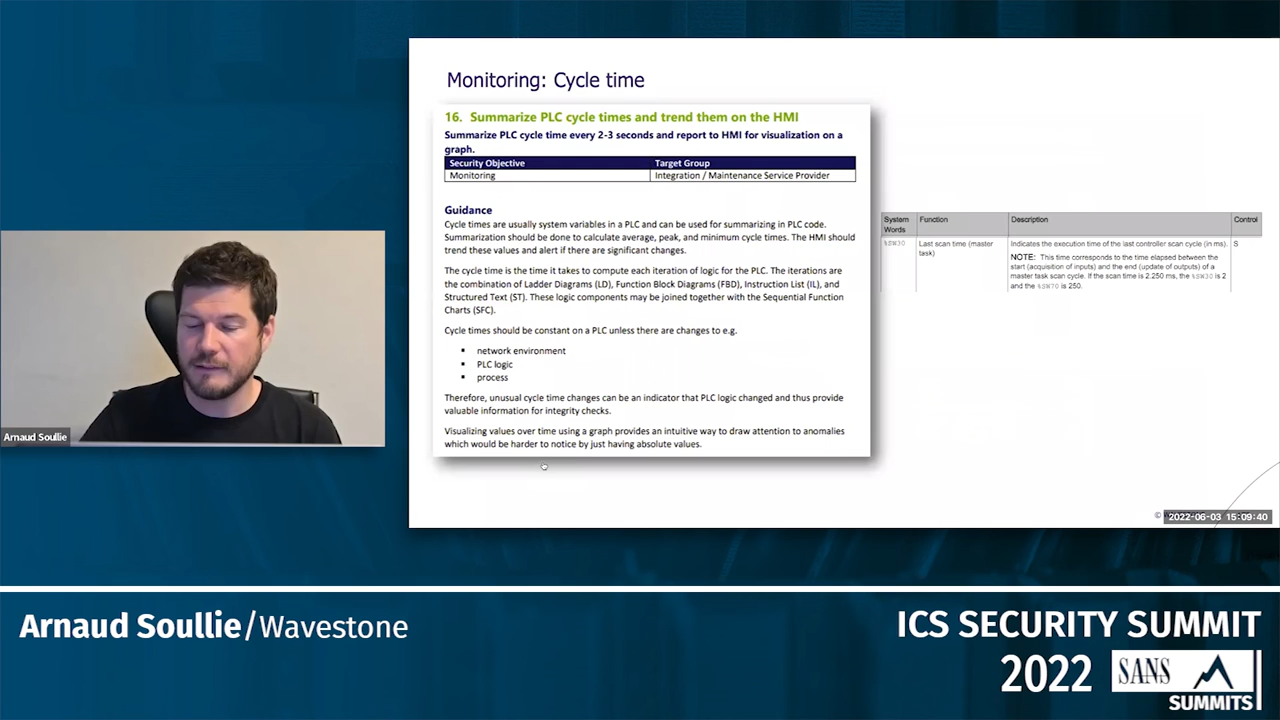 Monitoring: Cycle time
16. Summarize PLC cycle times and trend them on the HMI
Summarize PLC cycle time every 2-3 seconds and report to HMI for visualization on a
graph.
Security Objective Target Group
Monitoring Integration / Maintenance Service Provider
Guidance
Cycle times are usually system variables in a PLC and can be used for summarizing in PLC code.
Summarization should be done to calculate average, peak, and minimum cycle times. The HMI should
trend these values and alert if there are significant changes.
The cycle time is the time it takes to compute each iteration of logic for the PLC. The iterations are
the combination of Ladder Diagrams (LD), Function Block Diagrams (FBD), Instruction List (IL), and
Structured Text (ST). These logic components may be joined together with the Sequential Function
Charts (SFC).
Cycle times should be constant on a PLC unless there are changes to e.g.
▪ network environment
▪ PLC logic
▪ process
Therefore, unusual cycle time changes can be an indicator that PLC logic changed and thus provide
valuable information for integrity checks.
Visualizing values over time using a graph provides an intuitive way to draw attention to anomalies
which would be harder to notice by just having absolute values.
System Function Description Control
Words
%SW30 Last scan time (master Indicates the execution time of the last controller scan cycle (in ms). S
task)
NOTE: This time corresponds to the time elapsed between the
start (acquisition of inputs) and the end (update of outputs) of a
master task scan cycle. If the scan time is 2.250 ms, the %SW30 is 2
and the %SW70 is 250.
Arnaud Soullie
©
2022-06-03 15:09:40
Arnaud Soullie/Wavestone
ICS SECURITY SUMMIT
2022
SANS
SUMMITS